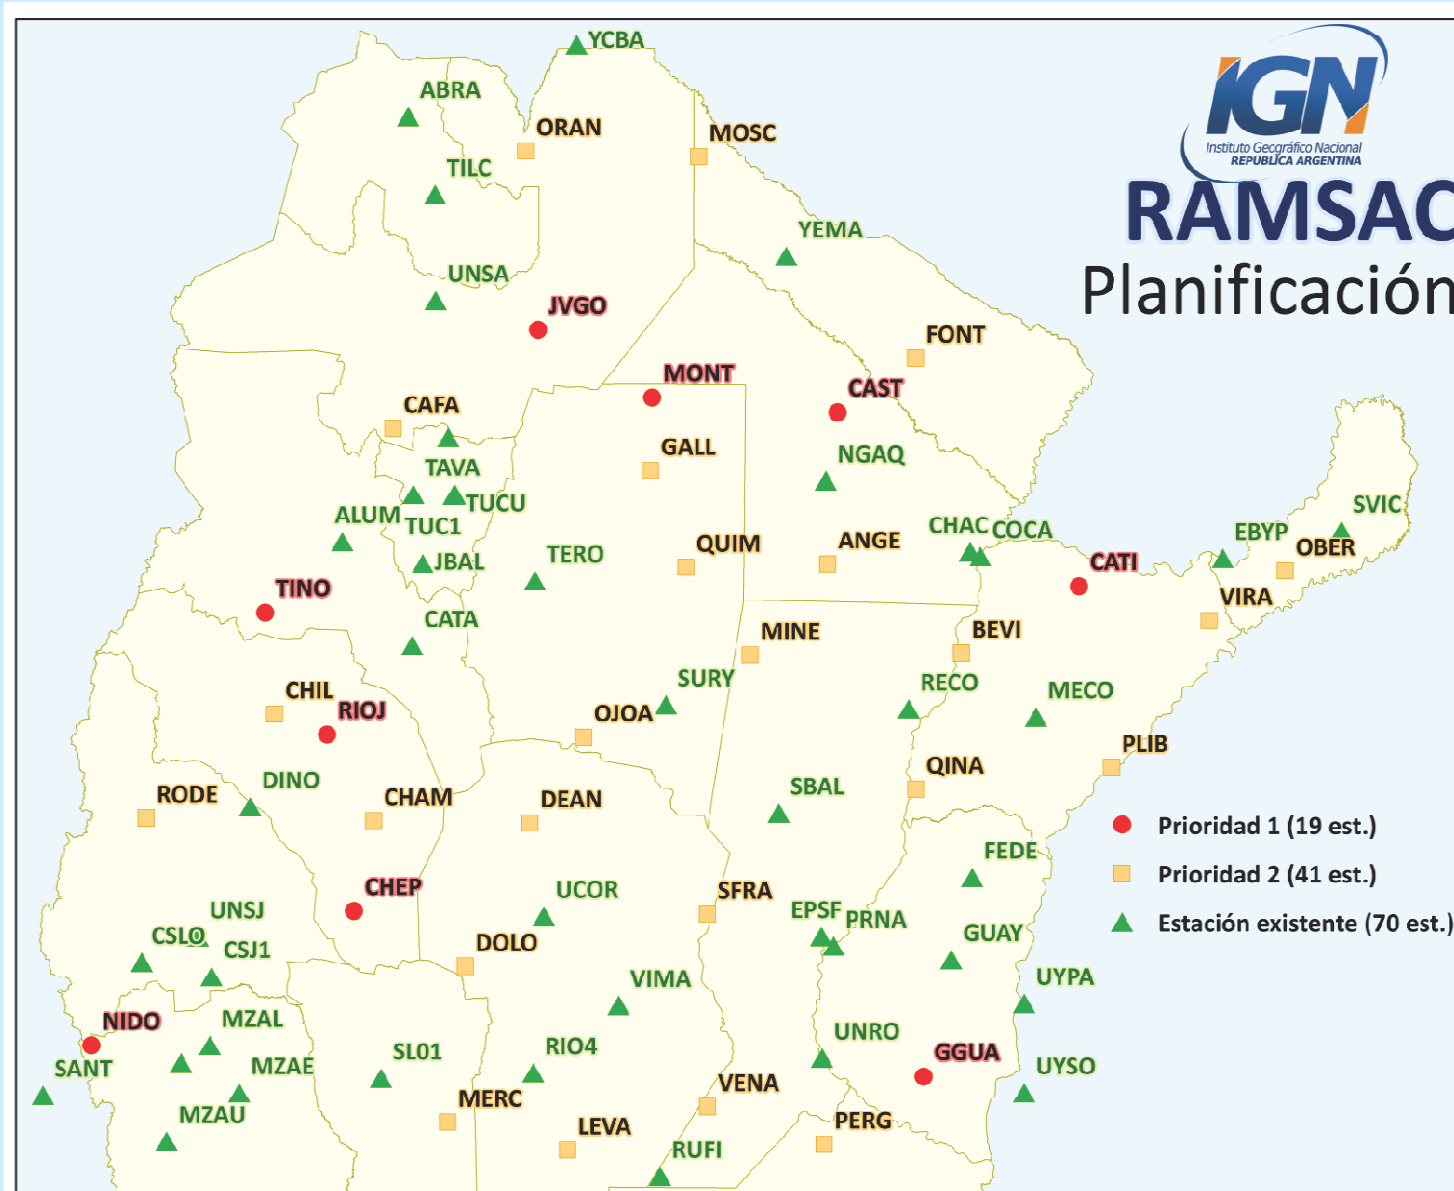 YCBA
ABRA
ORAN
MOSC
IGN
Instituto Geográfico Nacional
REPUBLICA ARGENTINA
TILC
RAMSAC
YEMA
Planificación
UNSA
JVGO
FONT
MONT
CAST
CAFA
GALL
NGAQ
TAVA
SVIC
TUCU
ALUM
TUC1
CHAC
COCA
EBYP
QUIM
ANGE
OBER
JBAL
TERO
CATI
TINO
VIRA
CATA
MINE
BEVI
SURY
RECO
MECO
CHIL
RIOJ
OJOA
PLIB
QINA
DINO
SBAL
RODE
CHAM
DEAN
Prioridad 1 (19 est.)
FEDE
Prioridad 2 (41 est.)
CHEP
UCOR
SFRA
UNSJ
EPSF
PRNA
Estación existente (70 est.)
CSLO
CSJ1
DOLO
GUAY
VIMA
UYPA
NIDO
MZAL
UNRO
SL01
RIO4
GGUA
SANT
MZAE
UYSO
VENA
MERC
MZAU
LEVA
PERG
RUFI